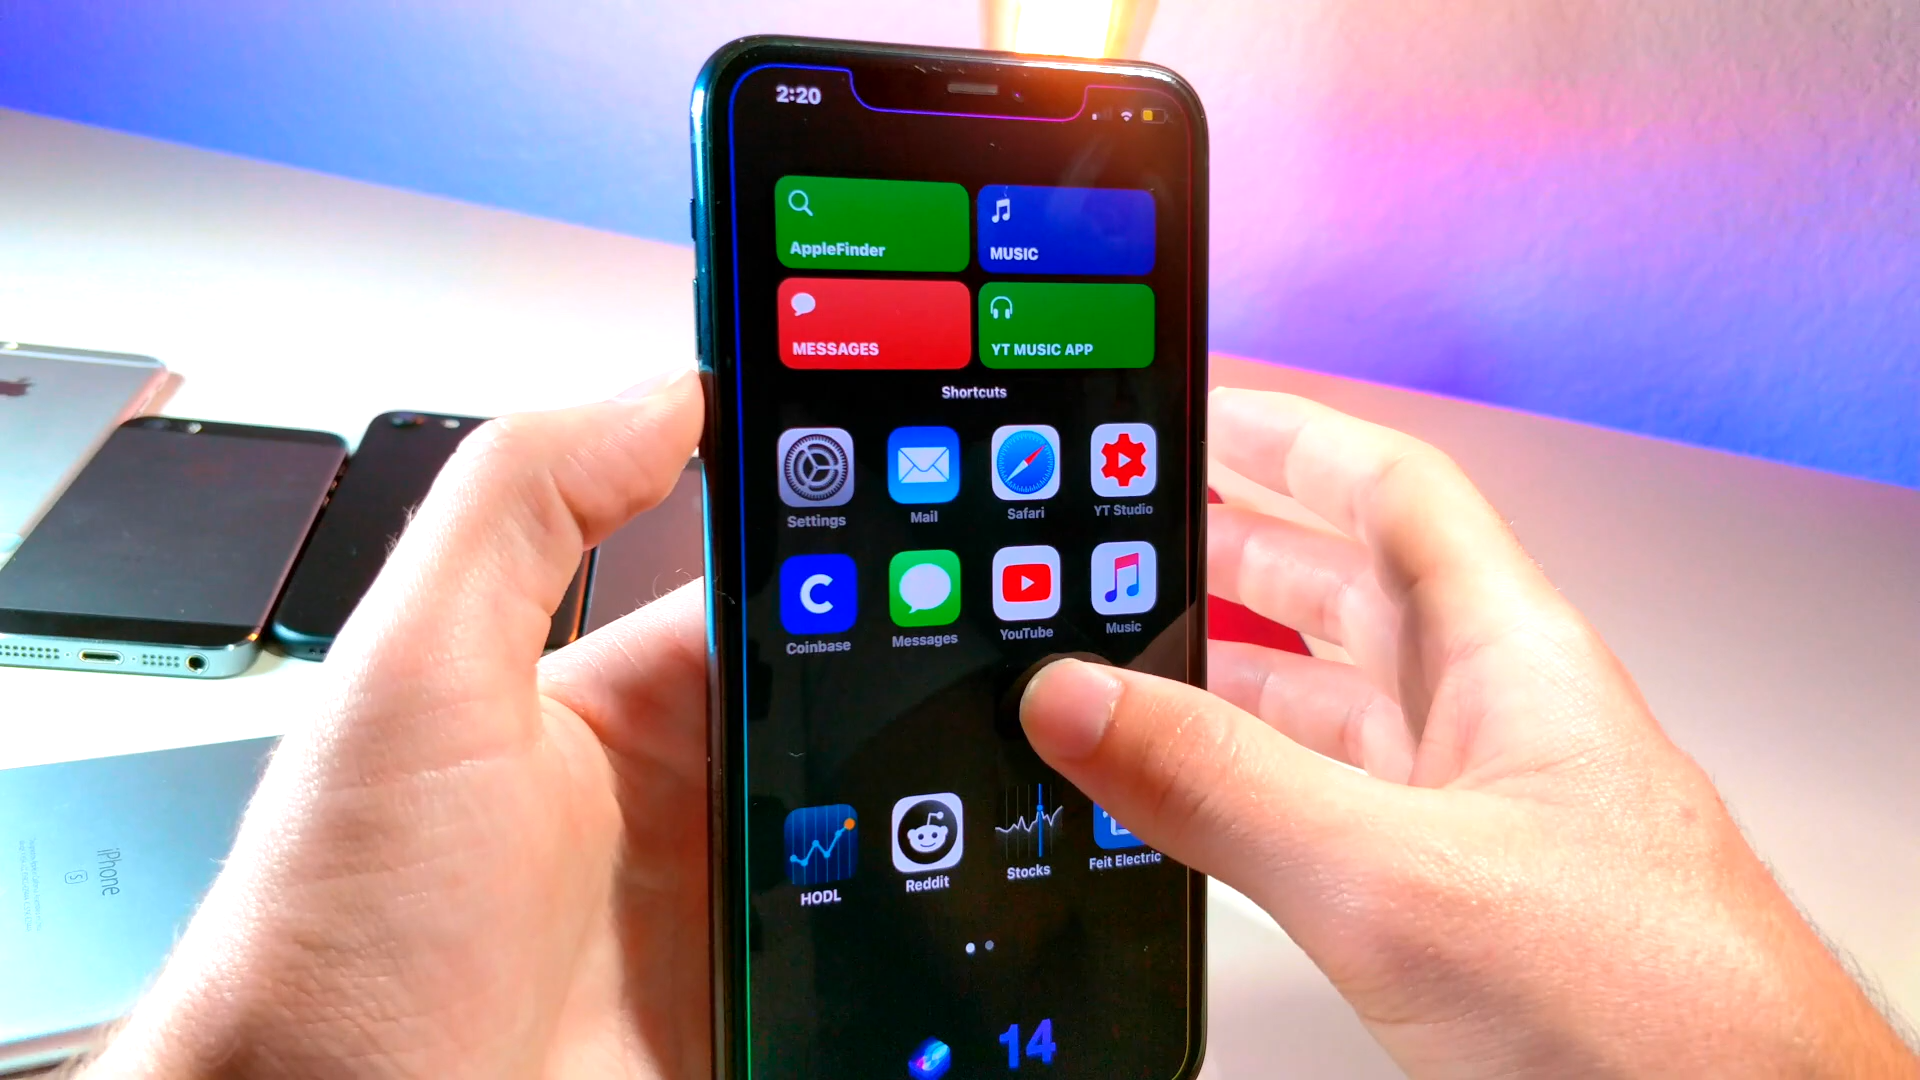 2:20
AppleFinder
MUSIC
MESSAGES
YT MUSIC APP
Shortcuts
Settings
Mail
Safari
YT Studio
Coinbase
Messages
YouTube
Music
HODL
Reddit
Stocks
Feit Electric
14
iPhone